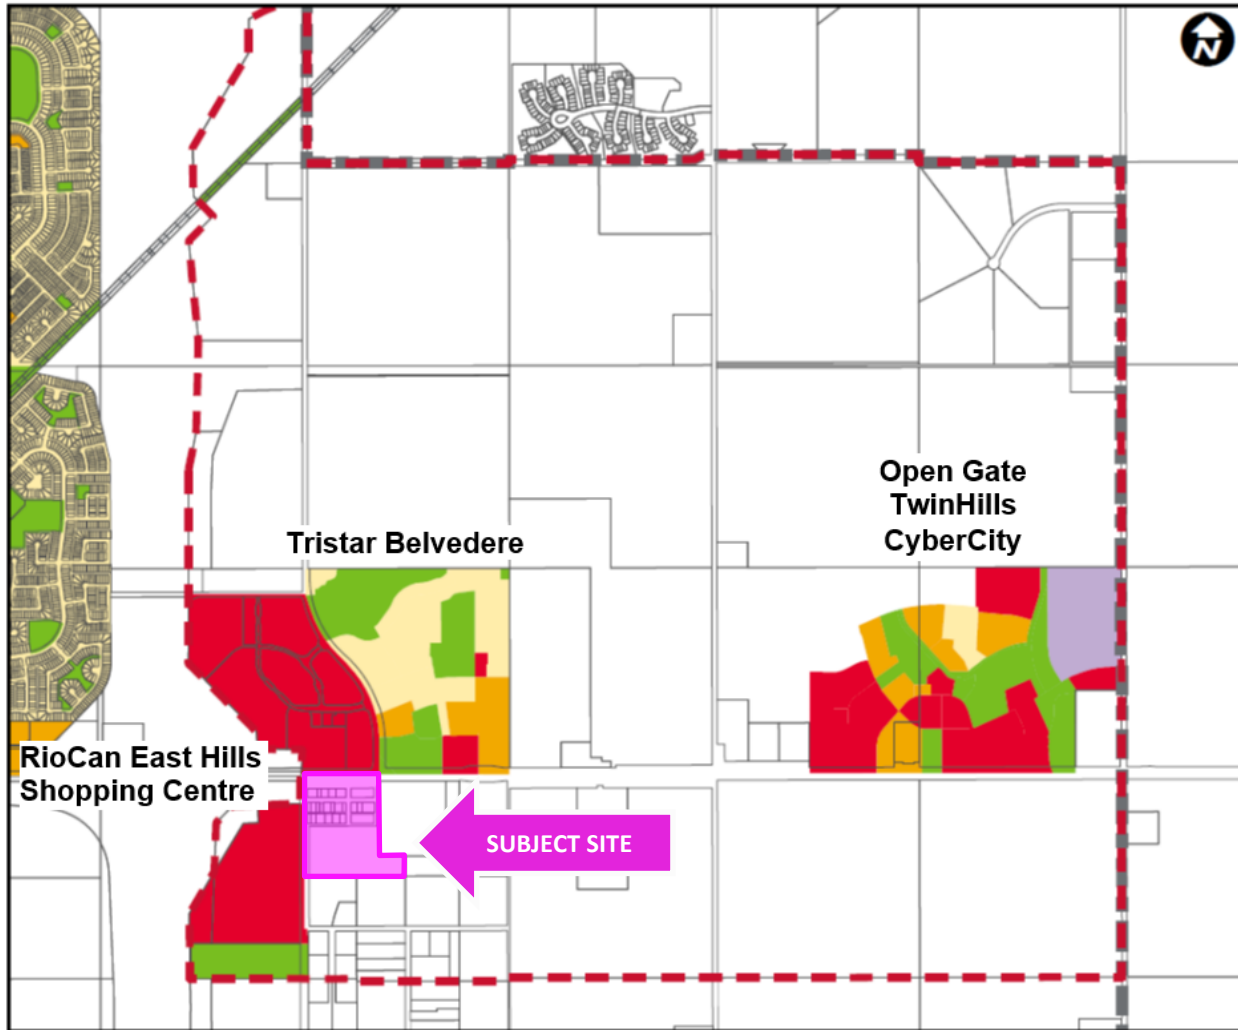 N
Open Gate
TwinHills
CyberCity
Tristar Belvedere
RioCan East Hills
Shopping Centre
SUBJECT SITE